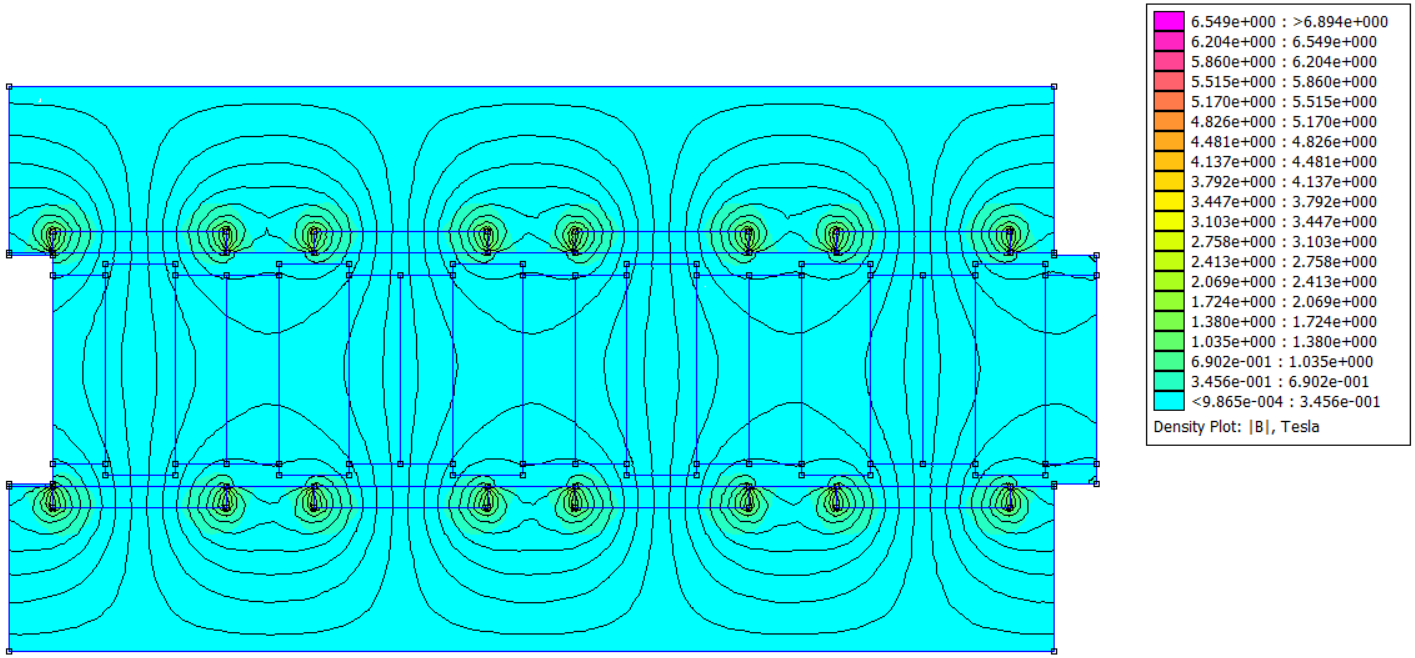 6.549e+000 : >6.894e+000
6.204e+000 : 6.549e+000
5.860e+000 : 6.204e+000
5.515e+000 : 5.860e+000
5.170e+000 : 5.515e+000
4.826e+000 : 5.170e+000
4.481e+000 : 4.826e+000
4.137e+000 : 4.481e+000
3.792e+000 : 4.137e+000
3.447e+000 : 3.792e+000
3.103e+000 : 3.447e+000
2.758e+000 : 3.103e+000
2.413e+000 : 2.758e+000
2.069e+000 : 2.413e+000
1.724e+000 : 2.069e+000
1.380e+000 : 1.724e+000
1.035e+000 : 1.380e+000
6.902e-001 : 1.035e+000
3.456e-001 : 6.902e-001
<9.865e-004 : 3.456e-001
Density Plot: |B|, Tesla